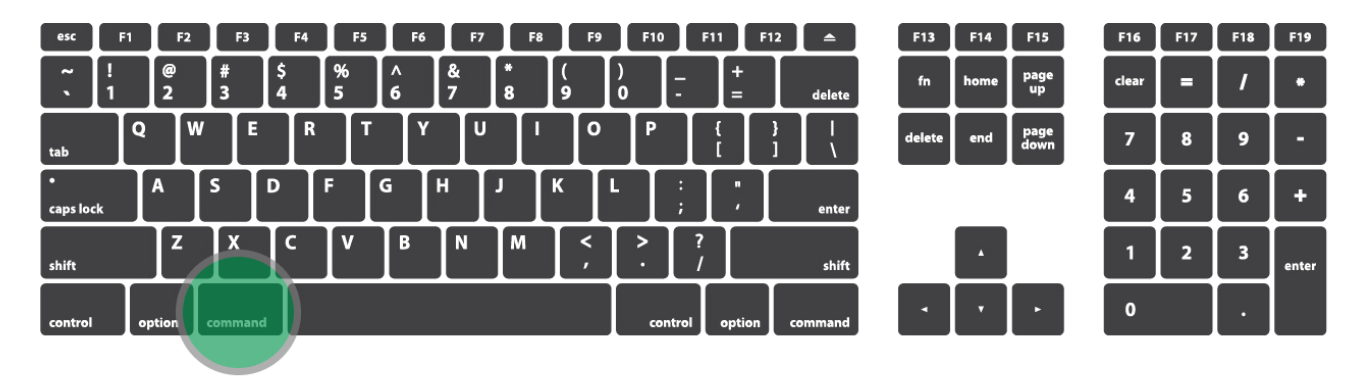 esc F1 F2 F3 F4 F5 F6 F7 F8 F9 F10 F11 F12 ⏏ F13 F14 F15 F16 F17 F18 F19
~ ! @ # $ % ^ & * ( ) _ +
` 1 2 3 4 5 6 7 8 9 0 - = delete fn home page up clear = / *
tab Q W E R T Y U I O P { } |
[ ] \ delete end page down 7 8 9 -
• A S D F G H J K L : "
caps lock ; ' enter 4 5 6 +
shift Z X C V B N M < > ?
, . / shift ▲ 1 2 3 enter
control option command control option command ◄ ▼ ► 0 .